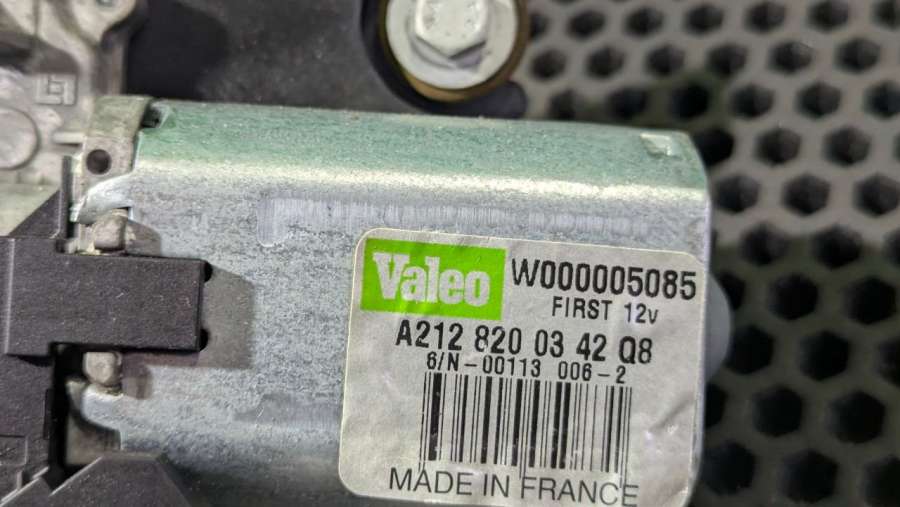 Valeo W000005085
FIRST 12v
A212 820 03 42 Q8
6/N-00113 006-2
MADE IN FRANCE